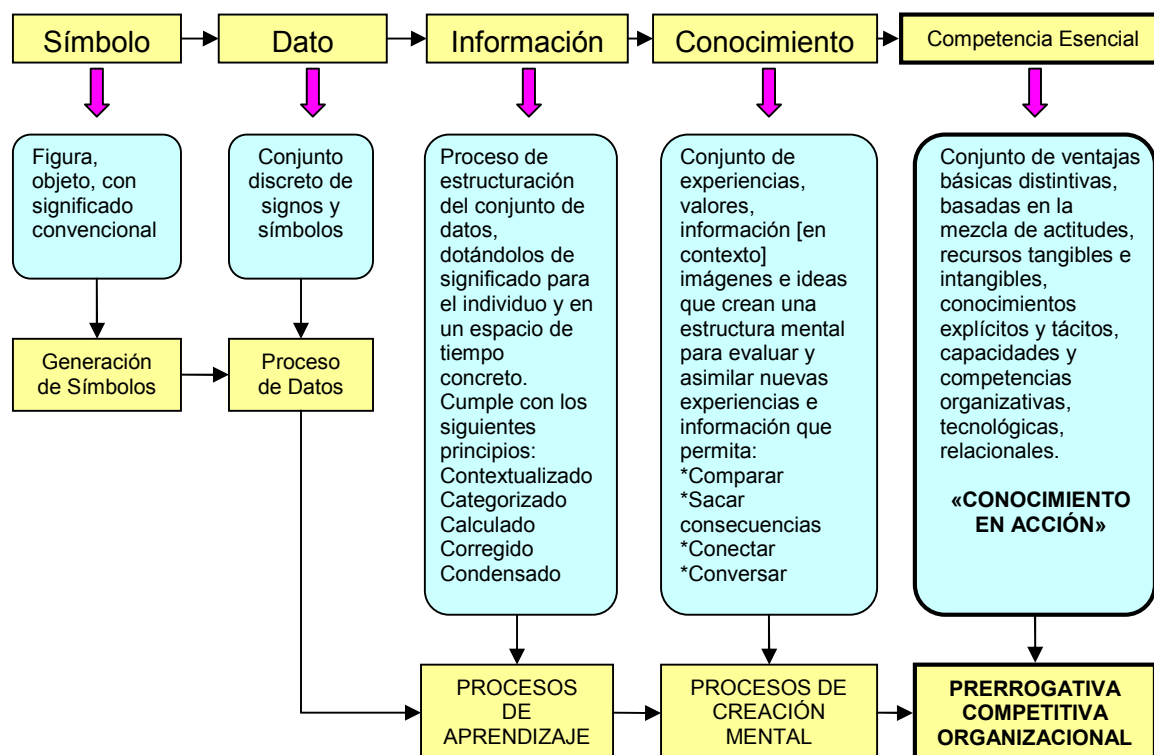 Símbolo
Dato
Información
Conocimiento
Competencia Esencial
Figura,
objeto, con
significado
convencional
Conjunto
discreto de
signos y
símbolos
Proceso de
estructuración
del conjunto de
datos,
dotándolos de
significado para
el individuo y en
un espacio de
tiempo
concreto.
Cumple con los
siguientes
principios:
Contextualizado
Categorizado
Calculado
Corregido
Condensado
Conjunto de
experiencias,
valores,
información [en
contexto]
imágenes e ideas
que crean una
estructura mental
para evaluar y
asimilar nuevas
experiencias e
información que
permita:
*Comparar
*Sacar
consecuencias
*Conectar
*Conversar
Conjunto de ventajas
básicas distintivas,
basadas en la
mezcla de actitudes,
recursos tangibles e
intangibles,
conocimientos
explícitos y tácitos,
capacidades y
competencias
organizativas,
tecnológicas,
relacionales.
«CONOCIMIENTO
EN ACCIÓN»
Generación
de Símbolos
Proceso
de Datos
PROCESOS
DE
APRENDIZAJE
PROCESOS DE
CREACIÓN
MENTAL
PRERROGATIVA
COMPETITIVA
ORGANIZACIONAL